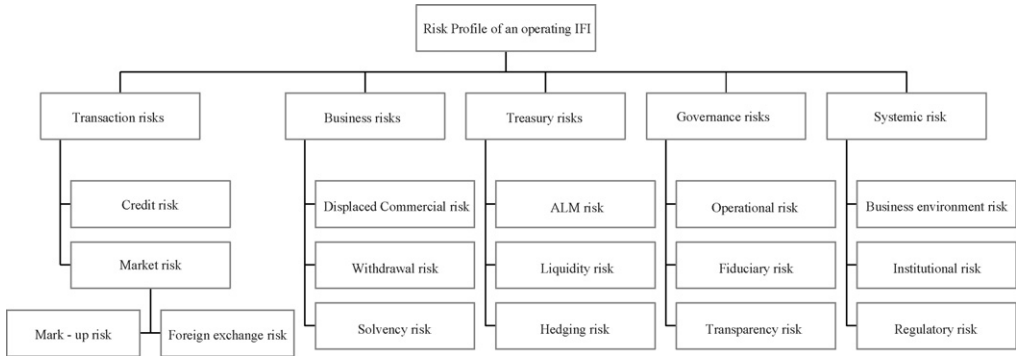 Risk Profile of an operating IFI
Transaction risks
Business risks
Treasury risks
Governance risks
Systemic risk
Credit risk
Displaced Commercial risk
ALM risk
Operational risk
Business environment risk
Market risk
Withdrawal risk
Liquidity risk
Fiduciary risk
Institutional risk
Mark - up risk
Foreign exchange risk
Solvency risk
Hedging risk
Transparency risk
Regulatory risk